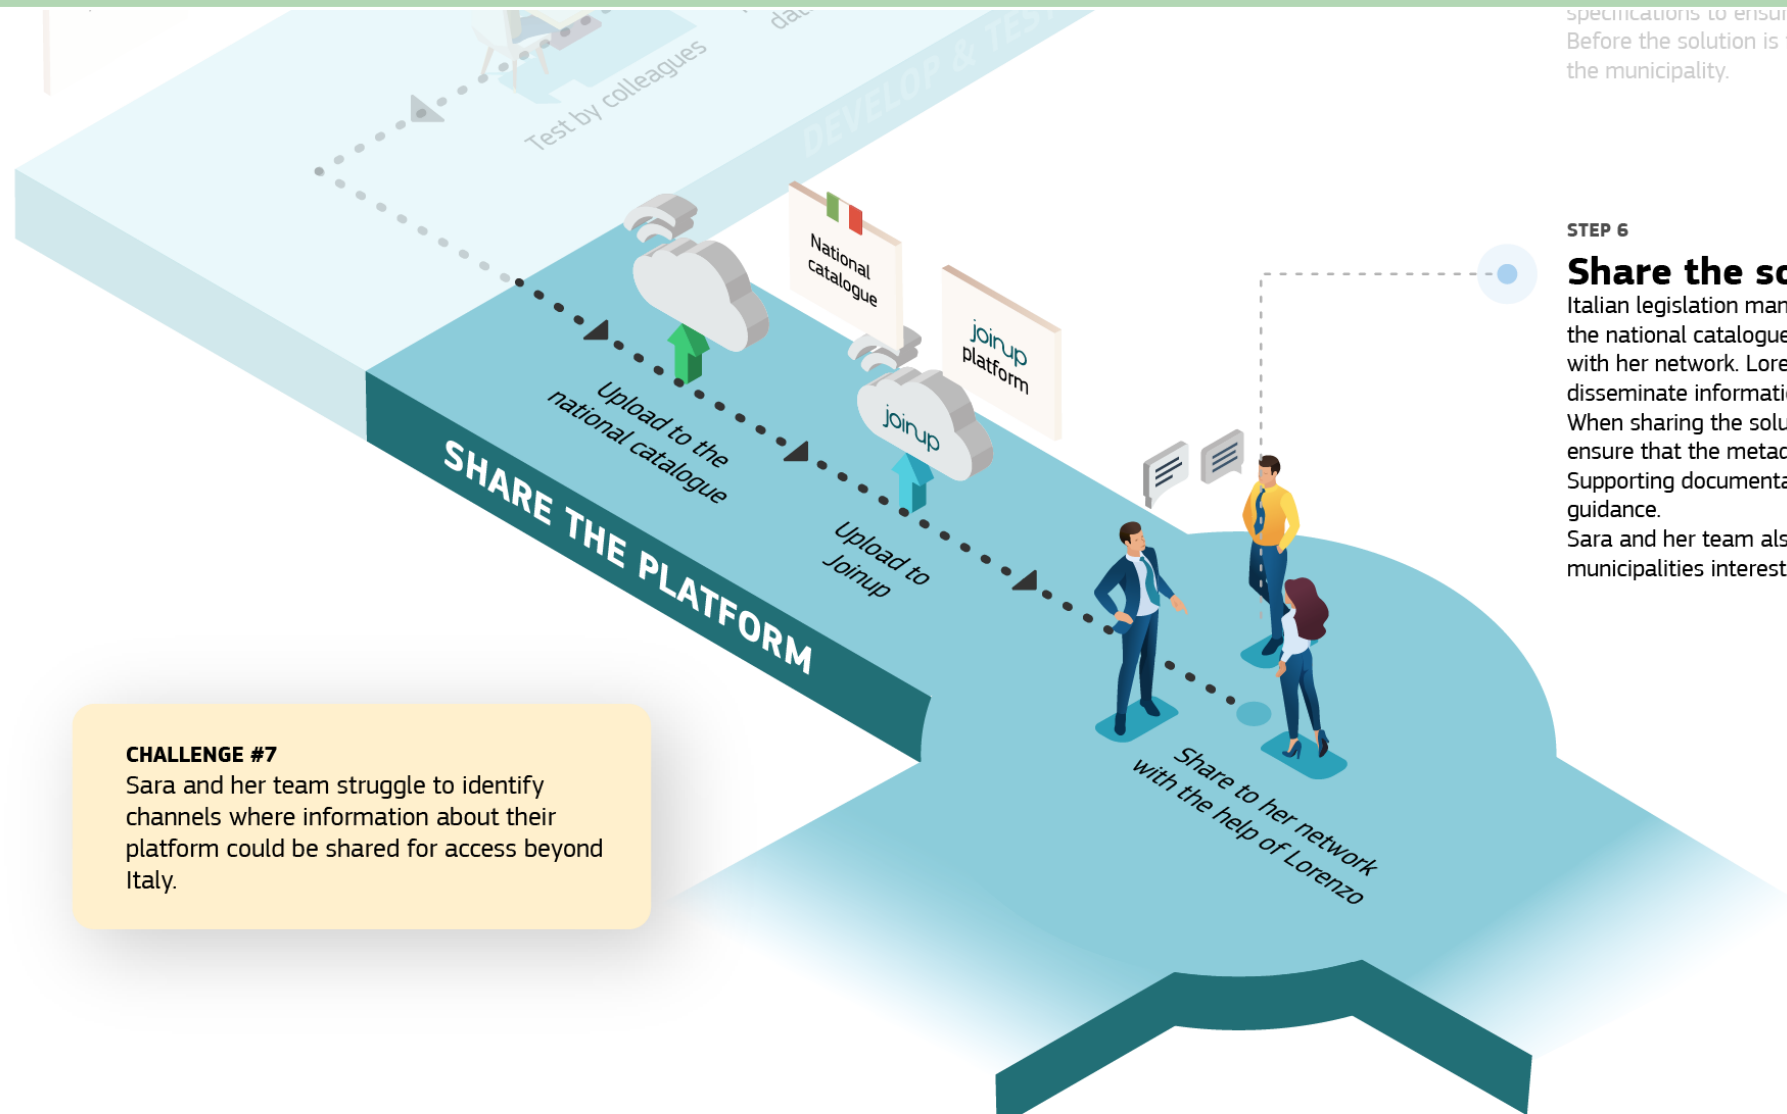 specifications to ensur
Before the solution is
the municipality.
Test by colleagues
DEVELOP & TEST
National
catalogue
joinup
platform
joinup
Upload to the
national catalogue
Upload to
Joinup
SHARE THE PLATFORM
Share to her network
with the help of Lorenzo
STEP 6
Share the so
Italian legislation man
the national catalogue
with her network. Lore
disseminate informati
When sharing the solu
ensure that the metad
Supporting documenta
guidance.
Sara and her team als
municipalities interest
CHALLENGE #7
Sara and her team struggle to identify
channels where information about their
platform could be shared for access beyond
Italy.